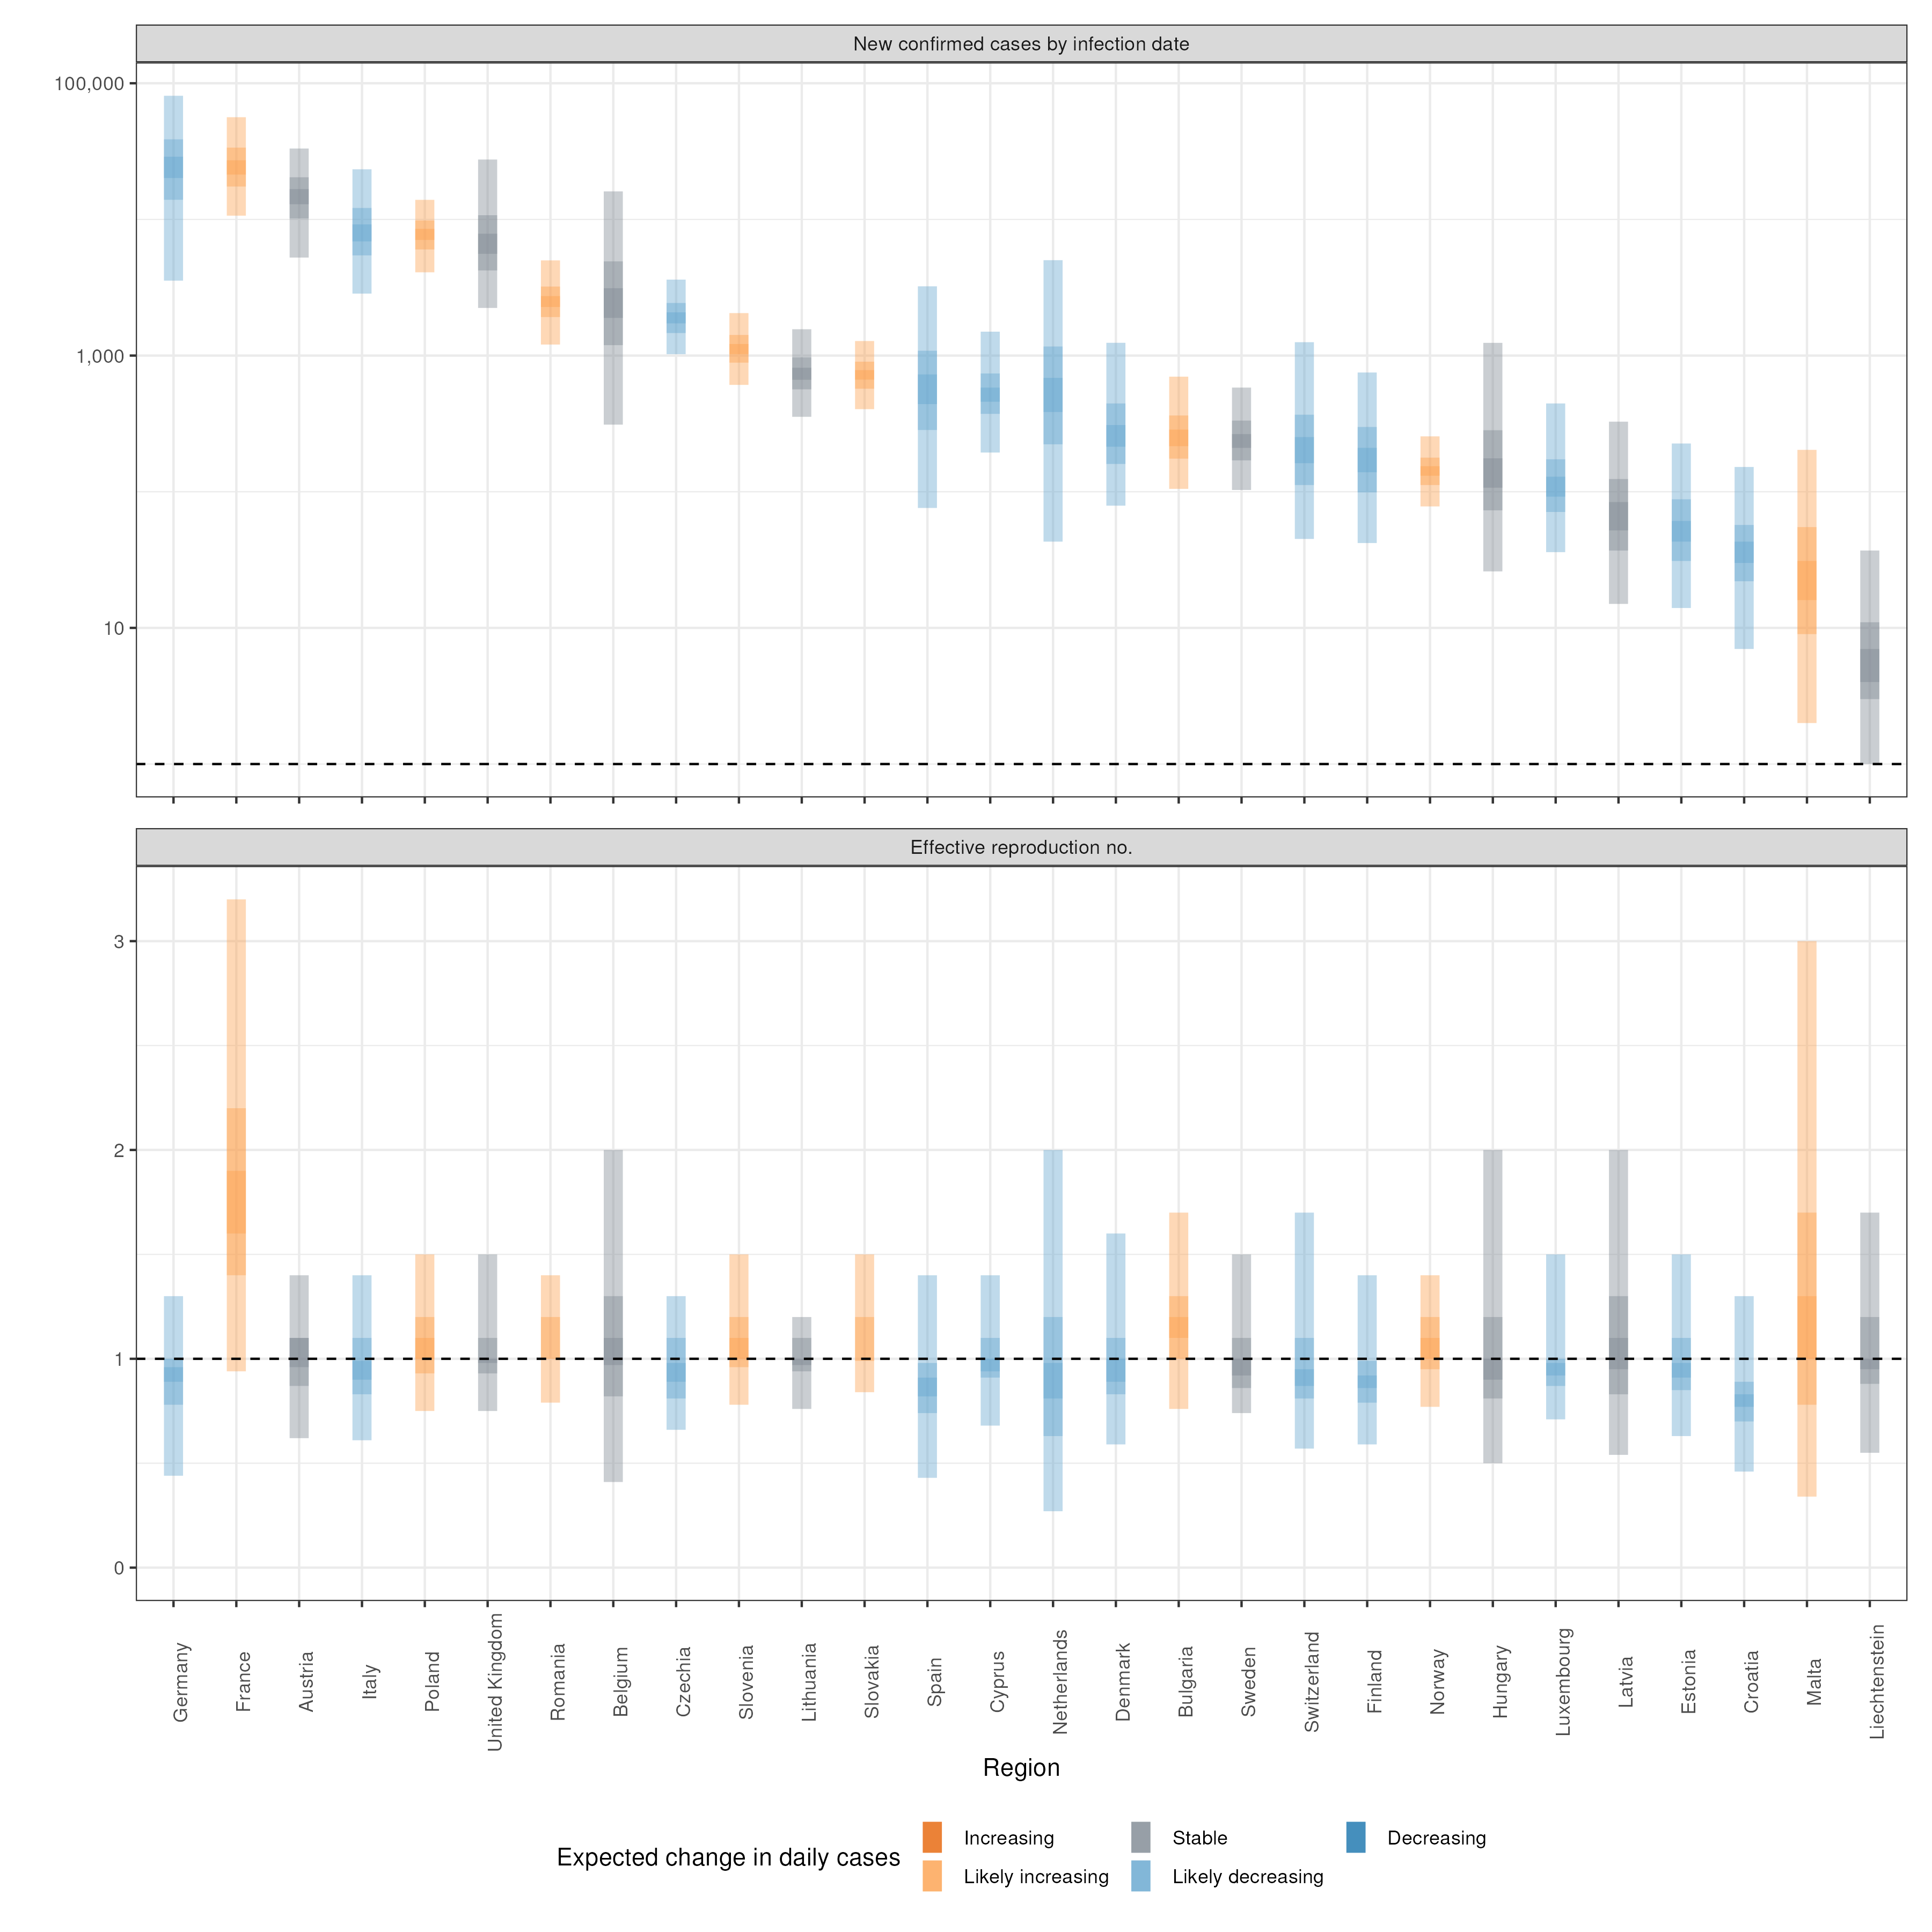 New confirmed cases by infection date
100,000
1,000
10
Effective reproduction no.
3
2
1
0
Germany
France
Austria
Italy
Poland
United Kingdom
Romania
Belgium
Czechia
Slovenia
Lithuania
Slovakia
Spain
Cyprus
Netherlands
Denmark
Bulgaria
Sweden
Switzerland
Finland
Norway
Hungary
Luxembourg
Latvia
Estonia
Croatia
Malta
Liechtenstein
Region
Expected change in daily cases
Increasing
Likely increasing
Stable
Likely decreasing
Decreasing